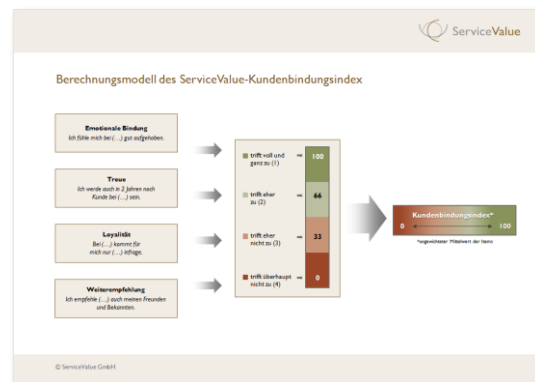 ServiceValue
Berechnungsmodell des ServiceValue-Kundenbindungsindex
Emotionale Bindung
Ich fühle mich bei (...) gut aufgehoben.
Treue
Ich werde auch in 2 Jahren noch
Kunde bei (...) sein.
Loyalität
Bei (...) kommt für
mich nur (...) infrage.
Weiterempfehlung
Ich empfehle (...) auch meinen Freunden
und Bekannten.
trifft voll und
ganz zu (1)
100
trifft eher
zu (2)
66
trifft eher
nicht zu (3)
33
trifft überhaupt
nicht zu (4)
0
Kundenbindungsindex*
0 100
*ungewichteter Mittelwert der Items
© ServiceValue GmbH